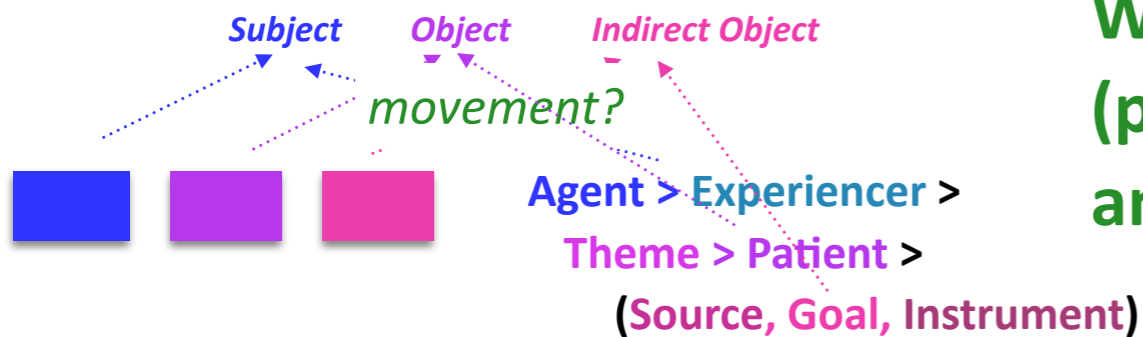 Subject Object Indirect Object
movement?
Agent > Experiencer >
Theme > Patient >
(Source, Goal, Instrument)